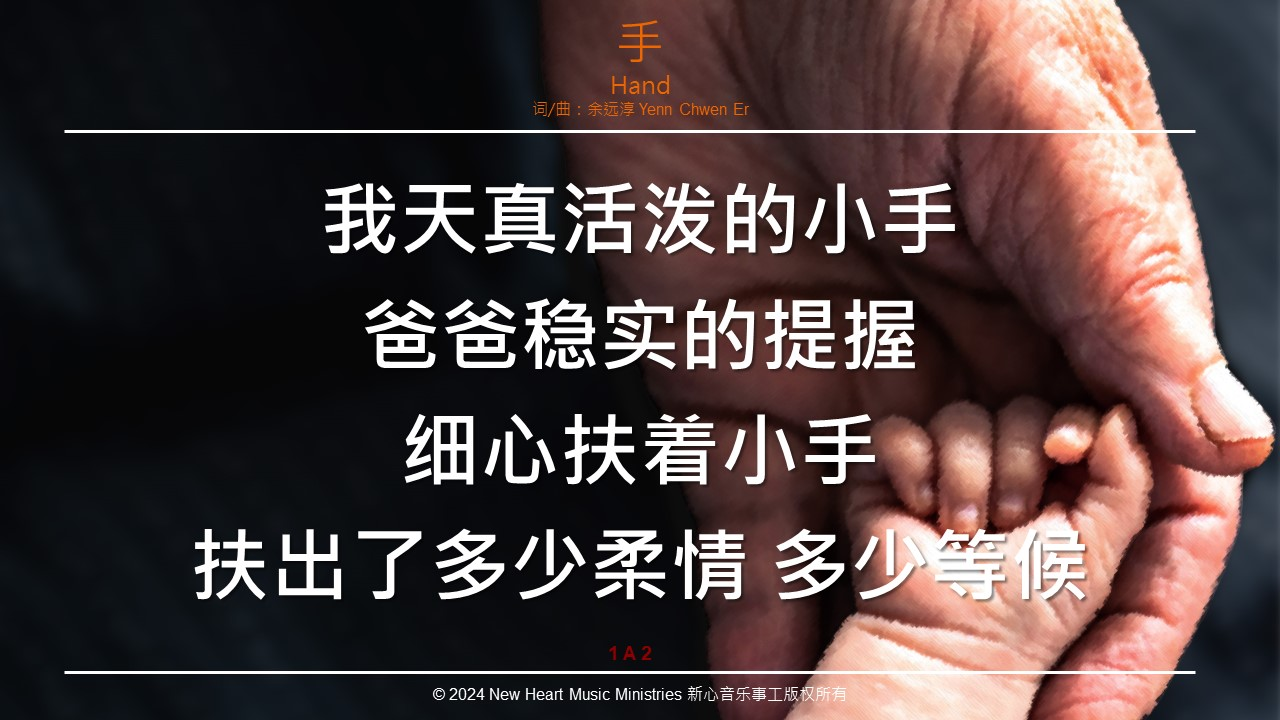 手
Hand
词/曲：余远淳 Yenn Chwen Er
我天真活泼的小手
爸爸稳实的提握
细心扶着小手
扶出了多少柔情 多少等候
1 A 2
© 2024 New Heart Music Ministries 新心音乐事工版权所有